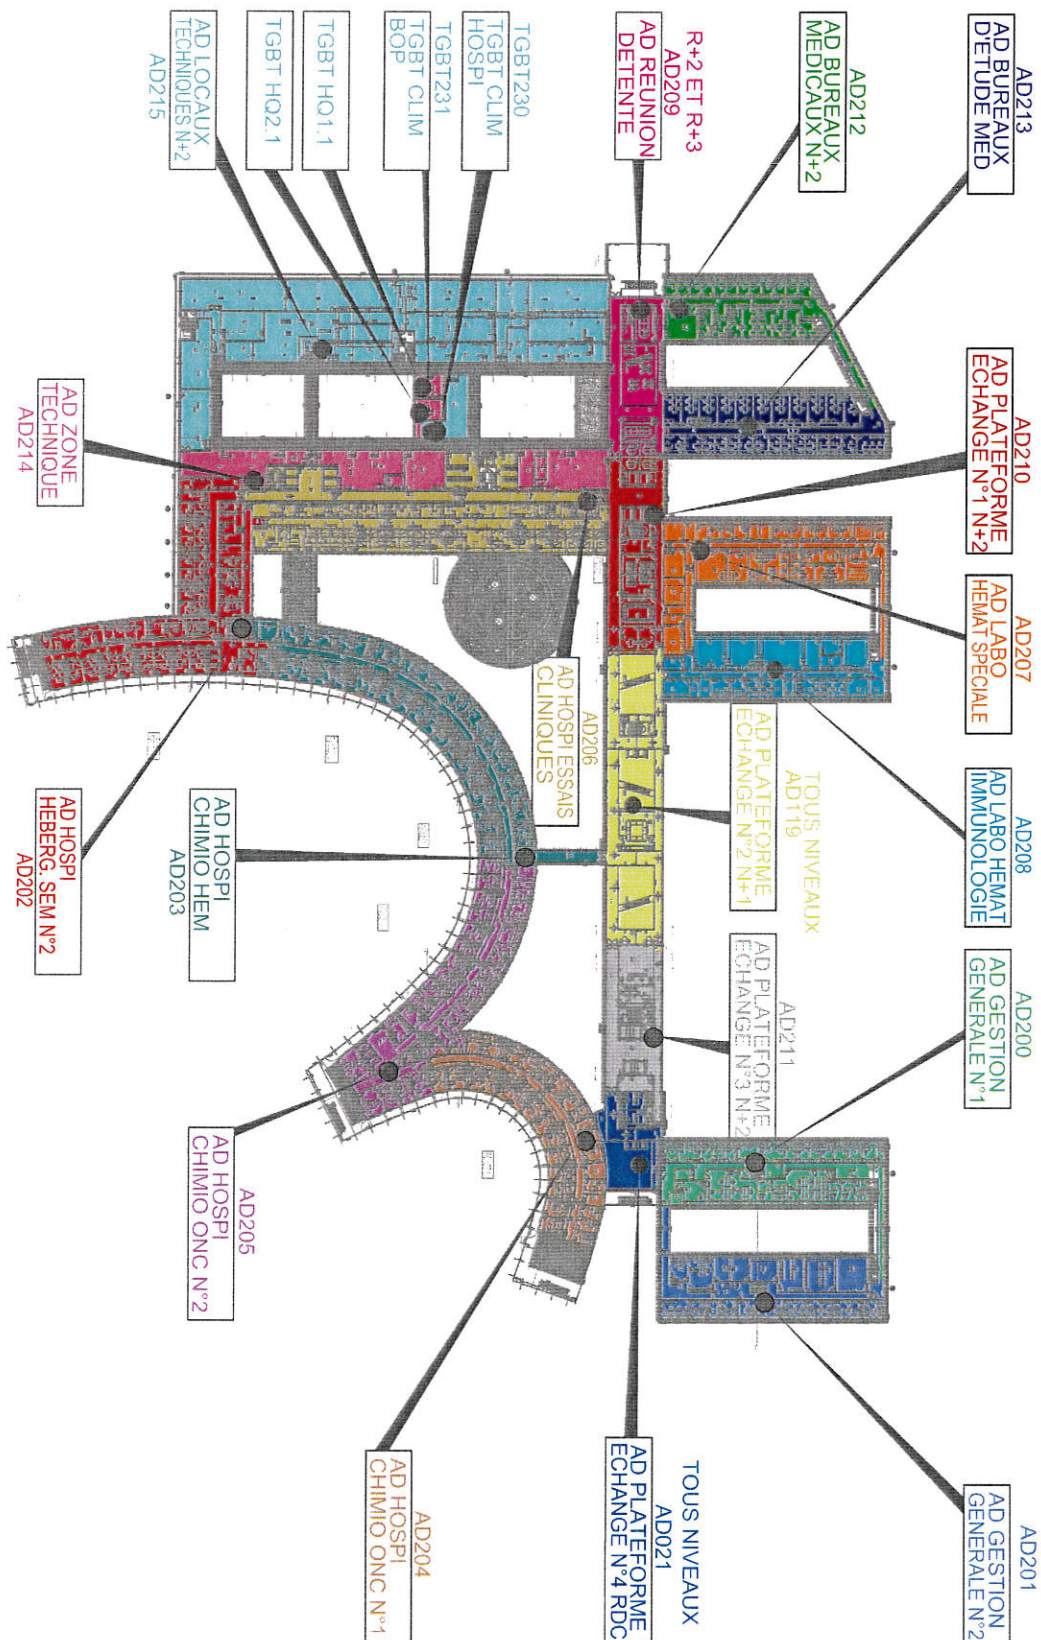 AD213
AD BUREAUX
D'ETUDE MED
AD212
AD BUREAUX
MEDICAUX N+2
R+2 ET R+3
AD209
AD REUNION
DETENTE
TGBT230
TGBT CLIM
HOSPI
TGBT231
TGBT CLIM
BOP
TGBT HQ1.1
TGBT HQ2.1
AD LOCAUX
TECHNIQUES N+2
AD215
AD210
AD PLATEFORME
ECHANGE N°1 N+2
AD207
AD LABO
HEMAT SPECIALE
AD208
AD LABO HEMAT
IMMUNOLOGIE
AD200
AD GESTION
GENERALE N°1
AD201
AD GESTION
GENERALE N°2
TOUS NIVEAUX
AD119
AD PLATEFORME
ECHANGE N°2 N+1
AD211
AD PLATEFORME
ECHANGE N°3 N+2
TOUS NIVEAUX
AD021
AD PLATEFORME
ECHANGE N°4 RDC
AD206
AD HOSPI ESSAIS
CLINIQUES
AD ZONE
TECHNIQUE
AD214
AD HOSPI
HEBERG. SEM N°2
AD202
AD HOSPI
CHIMIO HEM
AD203
AD205
AD HOSPI
CHIMIO ONC N°2
AD204
AD HOSPI
CHIMIO ONC N°1